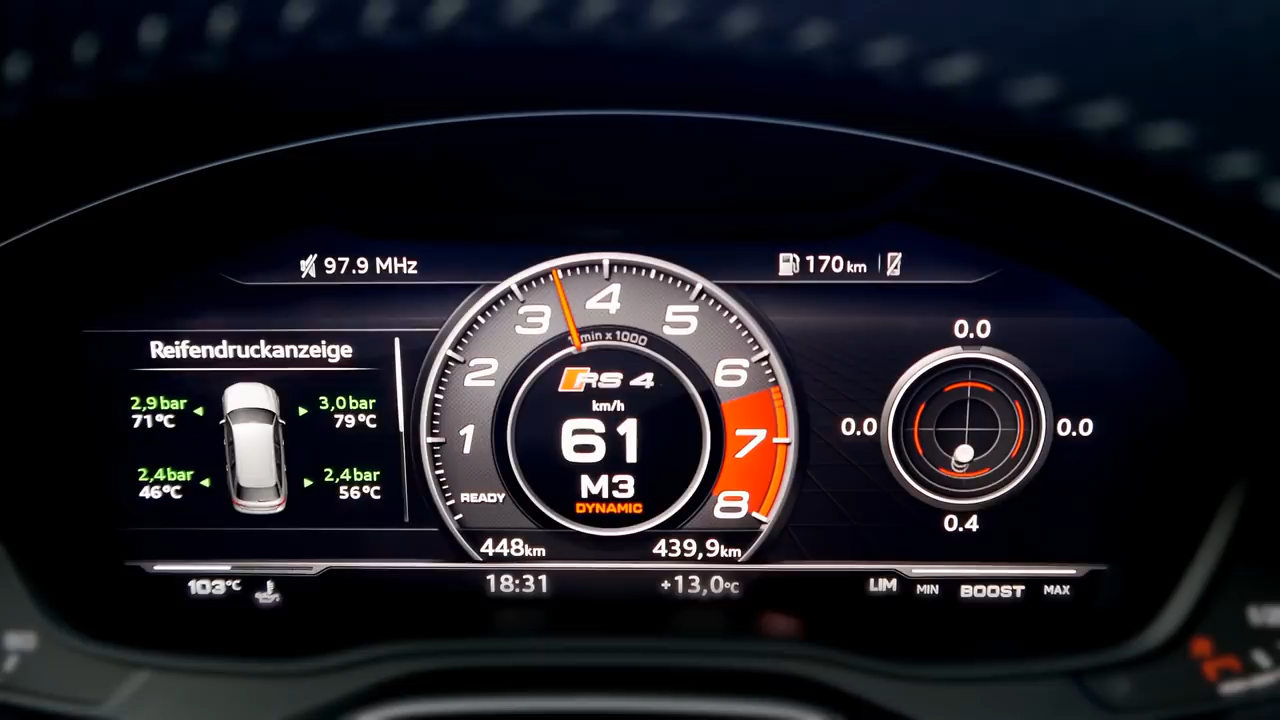 97.9 MHz
170 km
Reifendruckanzeige
2,9 bar
71°C
3,0 bar
79°C
2,4 bar
46°C
2,4 bar
56°C
1
2
3
4
5
6
7
8
min x 1000
RS 4
km/h
61
M3
DYNAMIC
READY
448 km
439,9 km
0.0
0.0
0.0
0.4
103°C
18:31
+13,0°C
LIM
MIN
BOOST
MAX